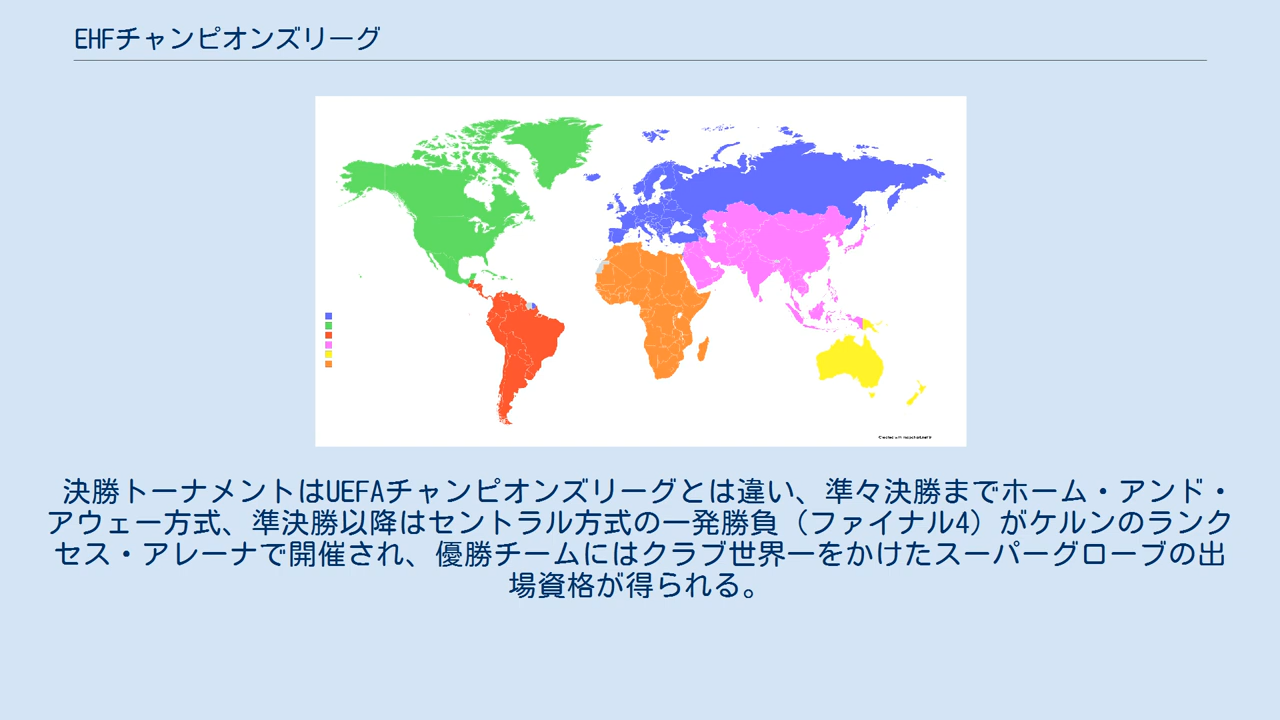 EHFチャンピオンズリーグ
決勝トーナメントはUEFAチャンピオンズリーグとは違い、準々決勝までホーム・アンド・
アウェー方式、準決勝以降はセントラル方式の一発勝負（ファイナル4）がケルンのランク
セス・アレーナで開催され、優勝チームにはクラブ世界一をかけたスーパーグローブの出
場資格が得られる。